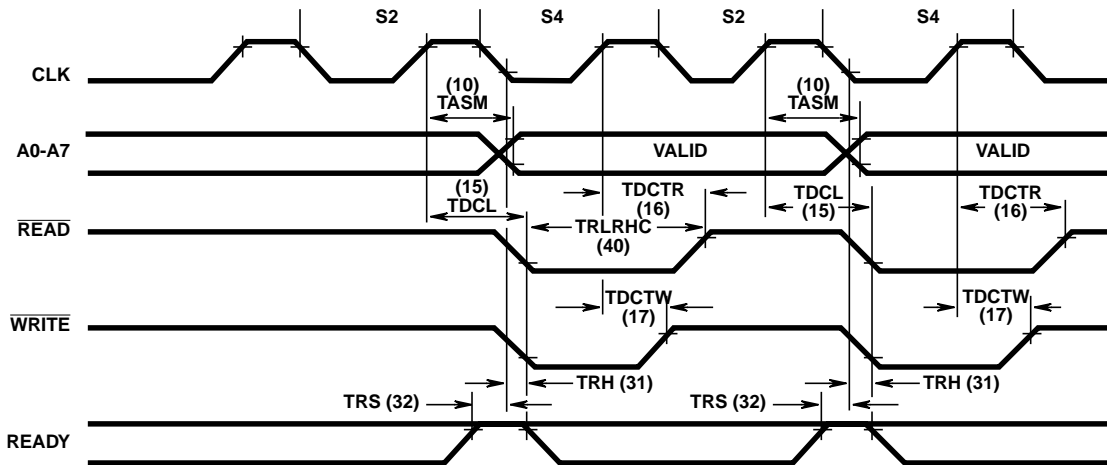 S2 S4 S2 S4
CLK
(10) (10)
TASM TASM
A0-A7 VALID VALID
(15) TDCTR TDCL TDCTR
TDCL (16) (15) (16)
READ TRLRHC
(40)
TDCTW TDCTW
WRITE (17) (17)
TRH (31) TRH (31)
TRS (32) TRS (32)
READY